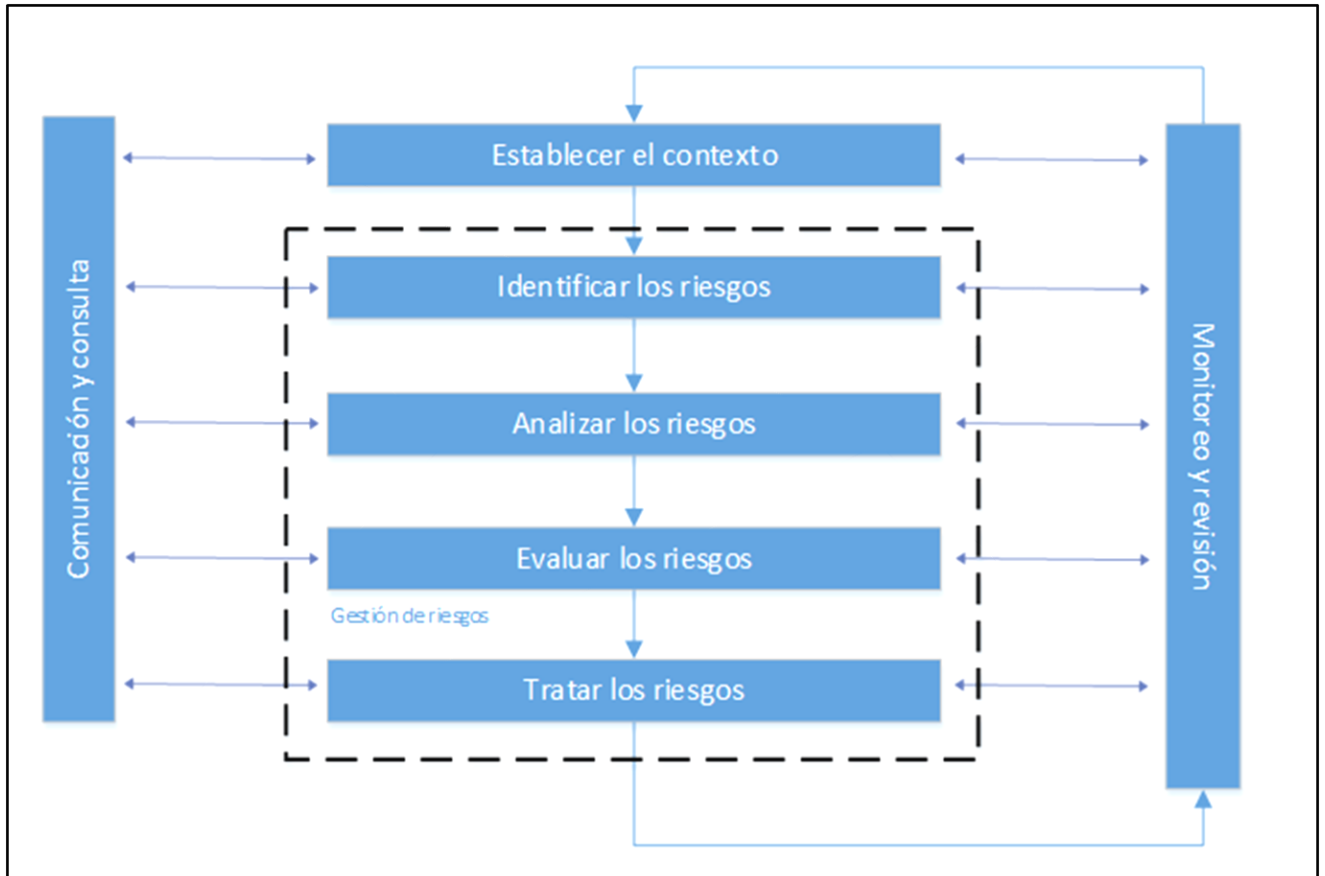 Establecer el contexto
Identificar los riesgos
Analizar los riesgos
Evaluar los riesgos
Gestión de riesgos
Tratar los riesgos
Comunicación y consulta
Monitoreo y revisión